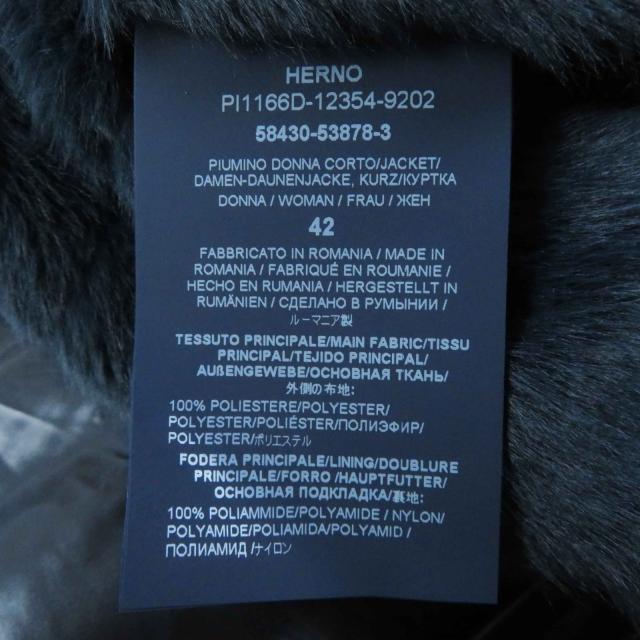 HERNO
PI1166D-12354-9202
58430-53878-3
PIUMINO DONNA CORTO/JACKET/
DAMEN-DAUNENJACKE, KURZ/КУРТКА
DONNA / WOMAN / FRAU / ЖЕН
42
FABBRICATO IN ROMANIA / MADE IN
ROMANIA / FABRIQUÉ EN ROUMANIE /
HECHO EN RUMANIA / HERGESTELLT IN
RUMÄNIEN / СДЕЛАНО В РУМЫНИИ /
ルーマニア製
TESSUTO PRINCIPALE/MAIN FABRIC/TISSU
PRINCIPAL/TEJIDO PRINCIPAL/
AUßENGEWEBE/ОСНОВНАЯ ТКАНЬ/
外側の布地:
100% POLIESTERE/POLYESTER/
POLYESTER/POLIÉSTER/ПОЛИЭФИР/
POLYESTER/ポリエステル
FODERA PRINCIPALE/LINING/DOUBLURE
PRINCIPALE/FORRO /HAUPTFUTTER/
ОСНОВНАЯ ПОДКЛАДКА/裏地:
100% POLIAMMIDE/POLYAMIDE / NYLON/
POLYAMIDE/POLIAMIDA/POLYAMID /
ПОЛИАМИД /ナイロン